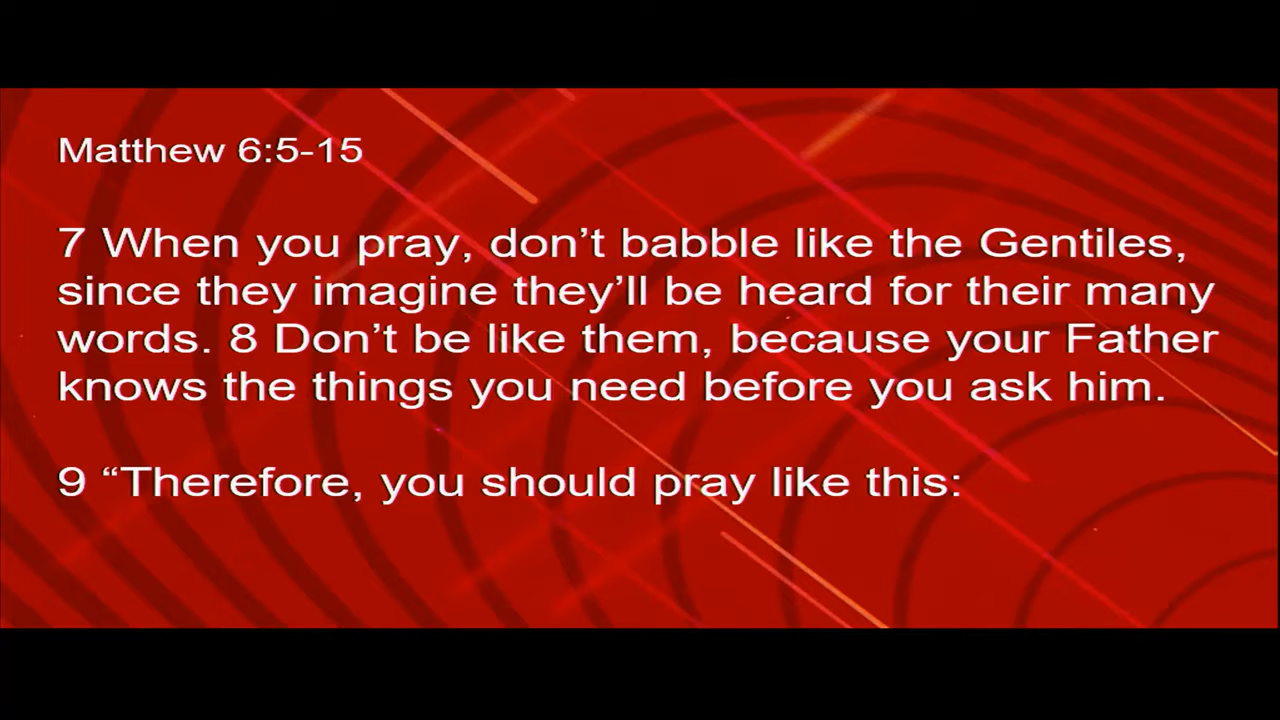 Matthew 6:5-15
7 When you pray, don’t babble like the Gentiles,
since they imagine they’ll be heard for their many
words. 8 Don’t be like them, because your Father
knows the things you need before you ask him.
9 “Therefore, you should pray like this: